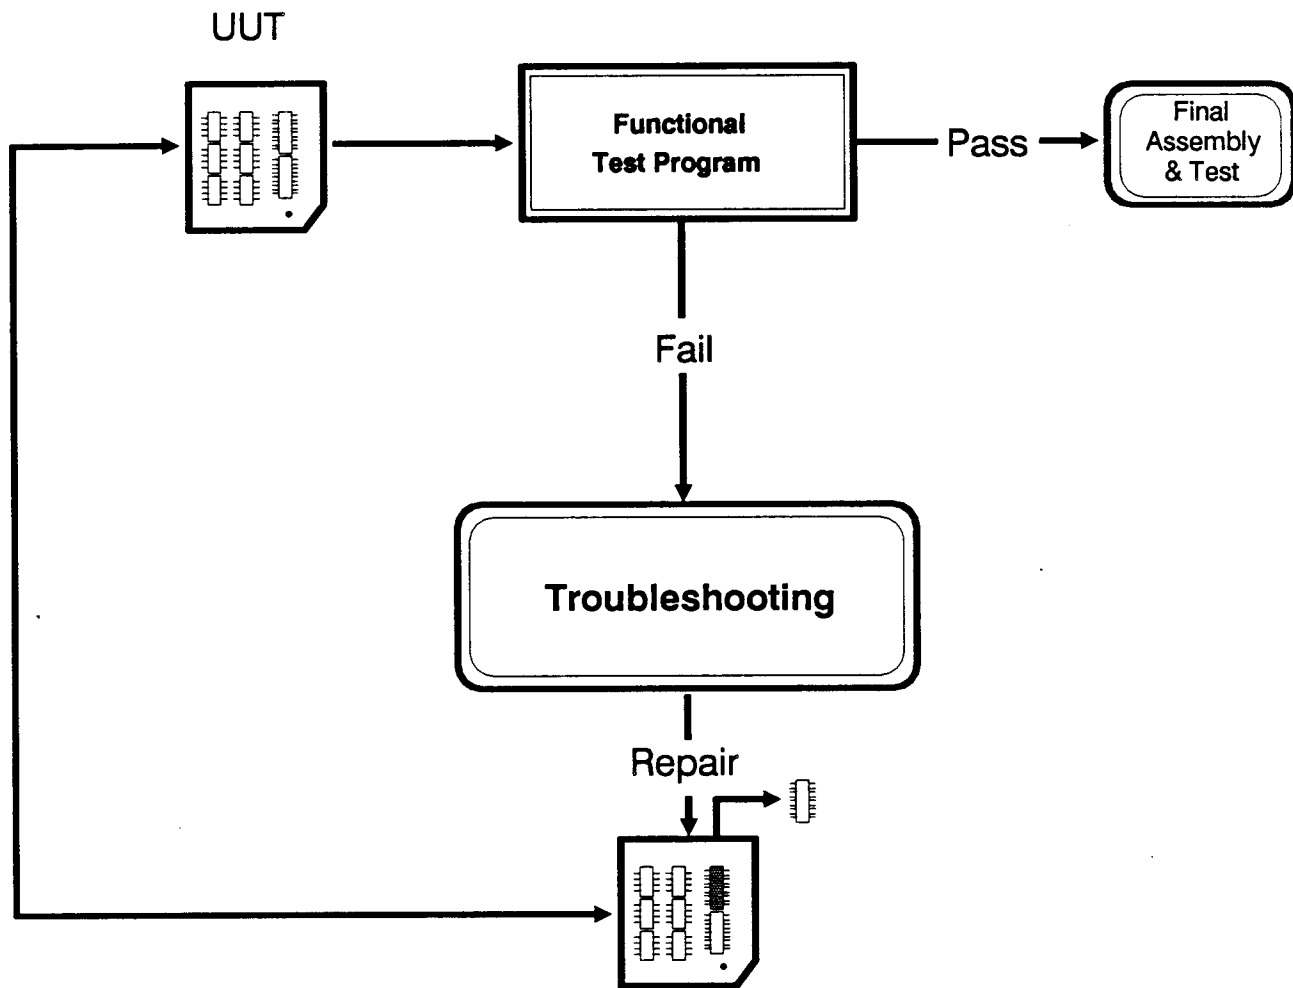 UUT
Functional
Test Program
Pass
Final
Assembly
& Test
Fail
Troubleshooting
Repair